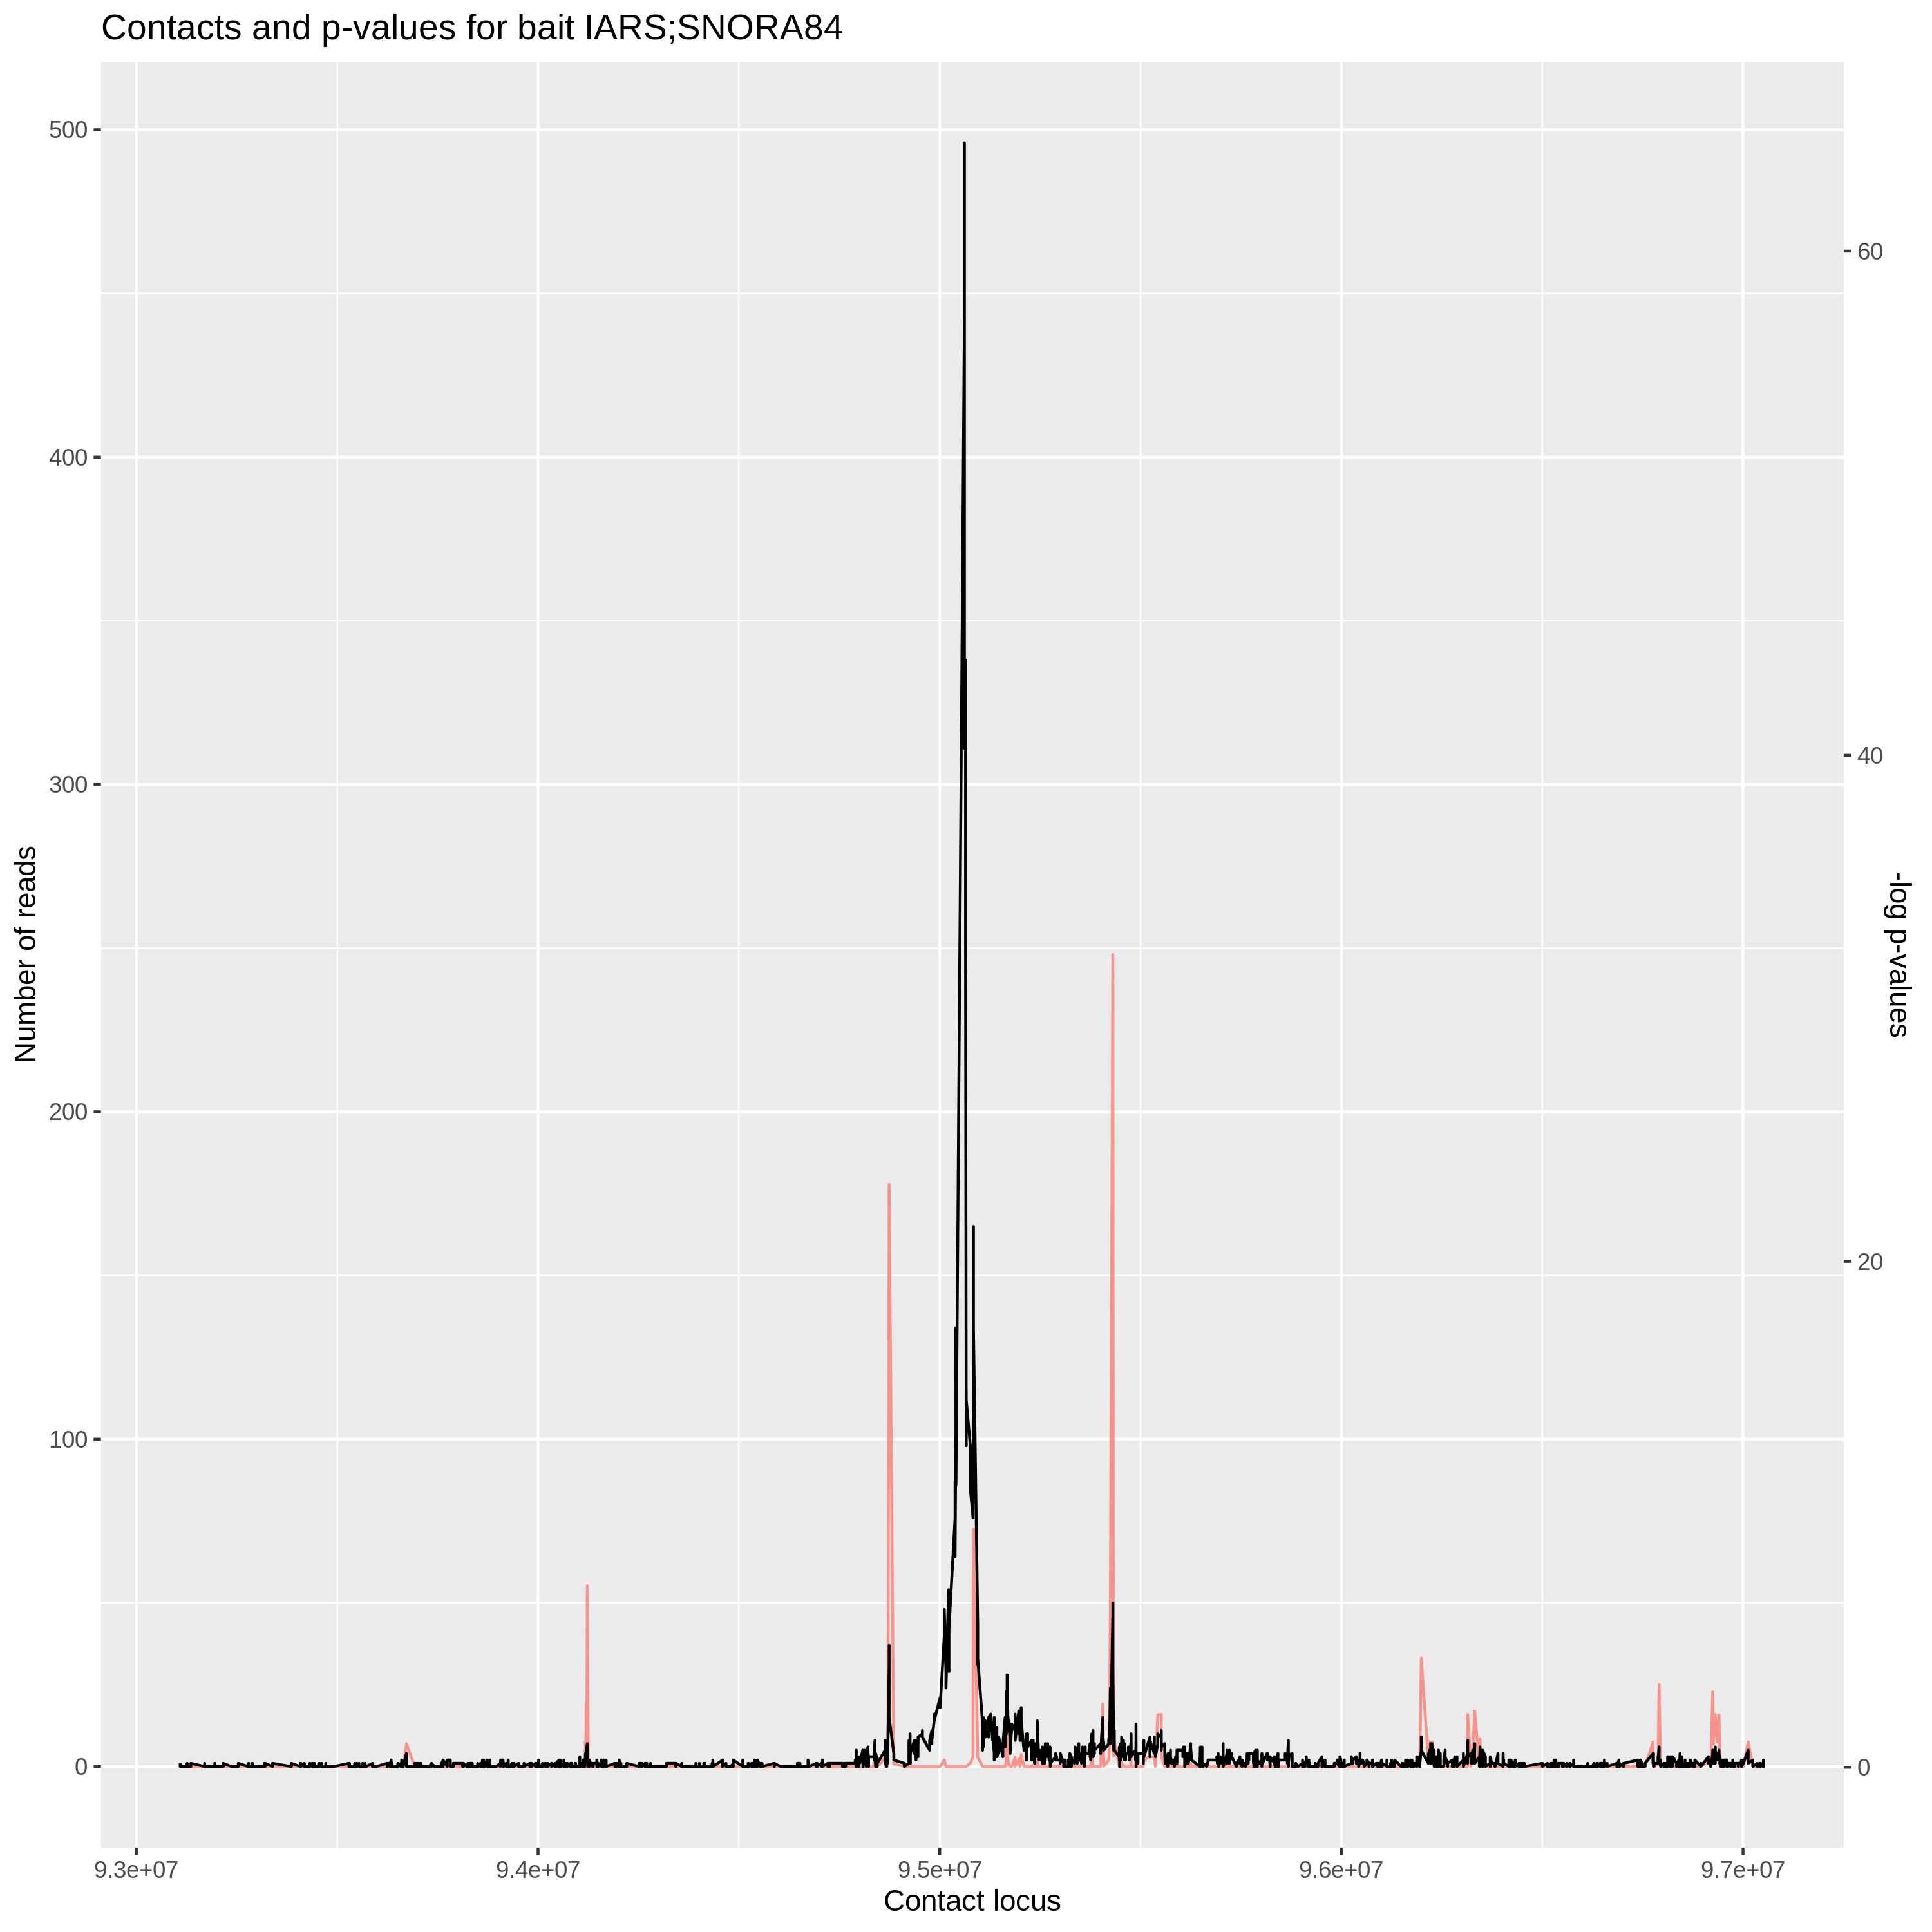 Contacts and p-values for bait IARS;SNORA84
500
400
300
200
100
0
Number of reads
60
40
20
0
-log p-values
9.3e+07
9.4e+07
9.5e+07
9.6e+07
9.7e+07
Contact locus